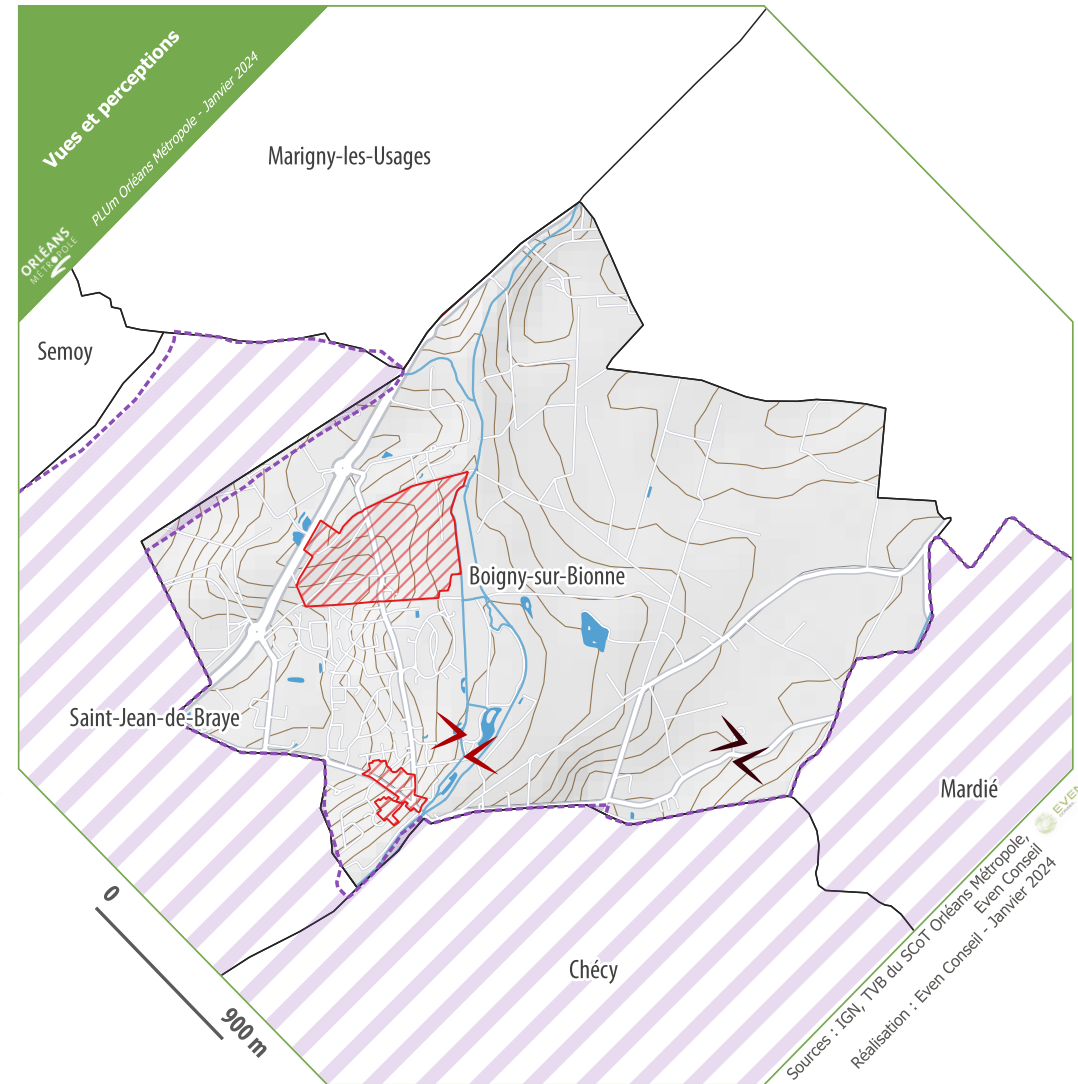 Vues et perceptions
PLUm Orléans Métropole - Janvier 2024
ORLÉANS
MÉTROPOLE
Marigny-les-Usages
Semoy
Boigny-sur-Bionne
Saint-Jean-de-Braye
Mardié
Chécy
0
900 m
EVEN
Sources : IGN, TVB du SCoT Orléans Métropole,
Even Conseil
Réalisation : Even Conseil - Janvier 2024